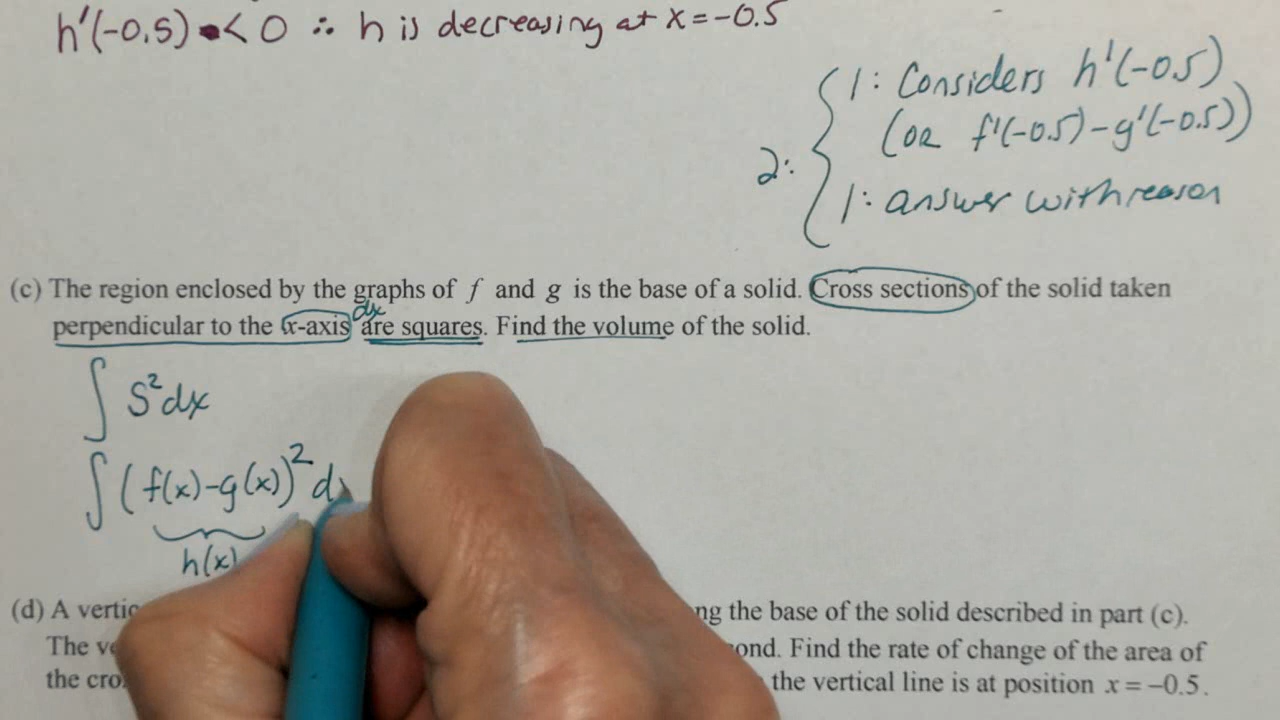 h'(-0.5) < 0 ∴ h is decreasing at x = -0.5
2: { 1: Considers h'(-0.5)
(or f'(-0.5) - g'(-0.5))
1: answer with reason
(c) The region enclosed by the graphs of f and g is the base of a solid. Cross sections of the solid taken
dx
perpendicular to the x-axis are squares. Find the volume of the solid.
∫ S² dx
∫ (f(x) - g(x))² dx
h(x)
(d) A ng the base of the solid described in part (c).
The ond. Find the rate of change of the area of
the the vertical line is at position x = -0.5.